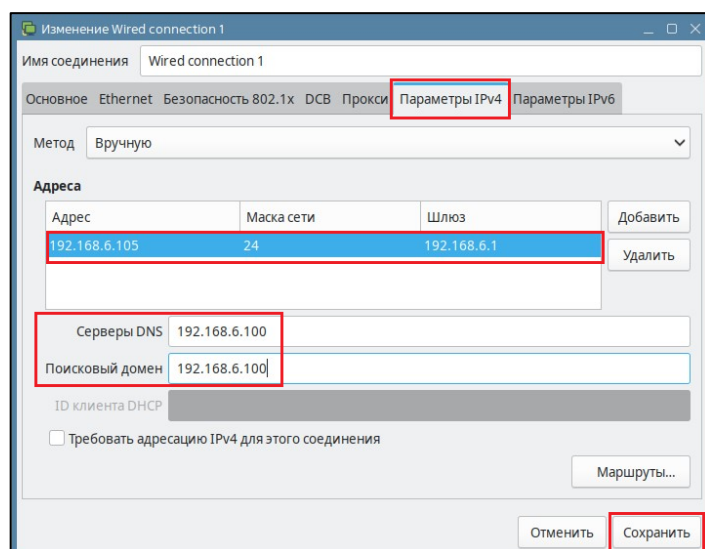 Изменение Wired connection 1
Имя соединения Wired connection 1
Основное Ethernet Безопасность 802.1x DCB Прокси Параметры IPv4 Параметры IPv6
Метод Вручную
Адреса
Адрес Маска сети Шлюз Добавить
192.168.6.105 24 192.168.6.1
Удалить
Серверы DNS 192.168.6.100
Поисковый домен 192.168.6.100
ID клиента DHCP
Требовать адресацию IPv4 для этого соединения
Маршруты...
Отменить Сохранить